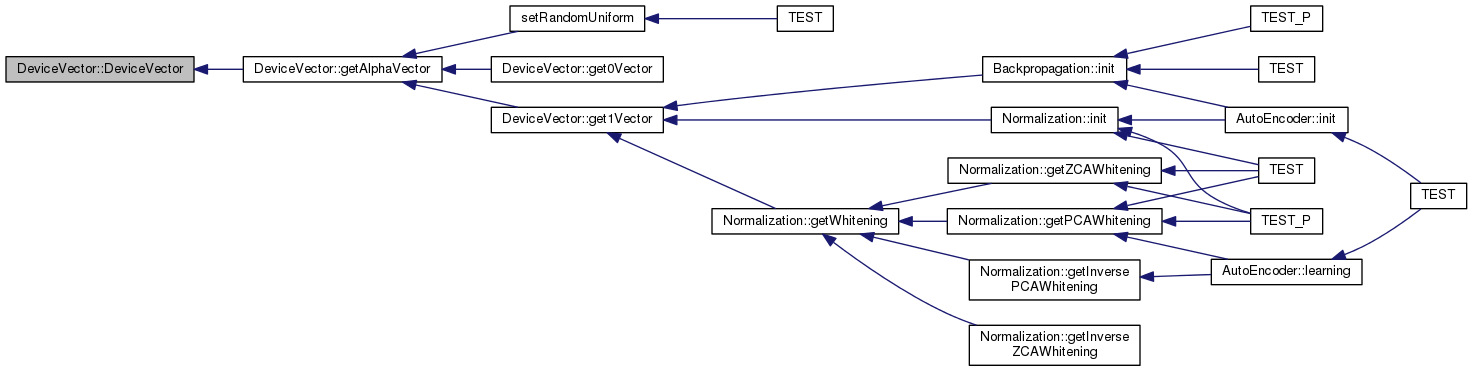 DeviceVector::DeviceVector
DeviceVector::getAlphaVector
setRandomUniform
TEST
DeviceVector::get0Vector
DeviceVector::get1Vector
Backpropagation::init
TEST_P
TEST
Normalization::init
AutoEncoder::init
Normalization::getWhitening
Normalization::getZCAWhitening
TEST
Normalization::getPCAWhitening
TEST_P
Normalization::getInverse
PCAWhitening
AutoEncoder::learning
TEST
Normalization::getInverse
ZCAWhitening